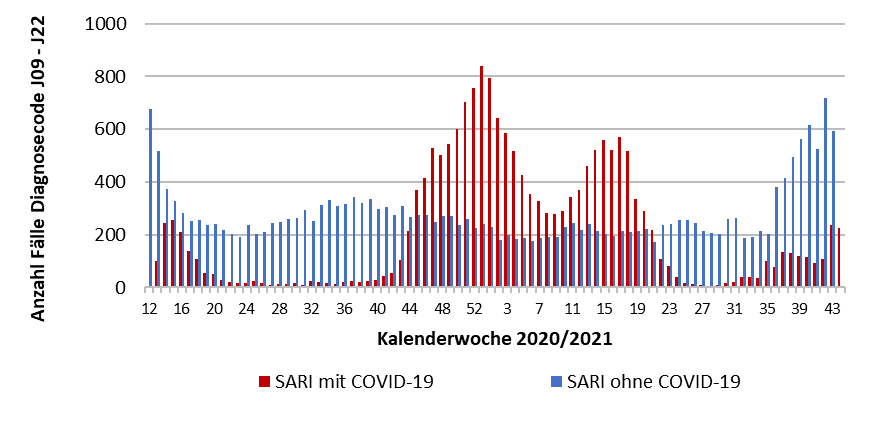 Anzahl Fälle Diagnosecode J09 - J22
1000
800
600
400
200
0
12 16 20 24 28 32 36 40 44 48 52 3 7 11 15 19 23 27 31 35 39 43
Kalenderwoche 2020/2021
SARI mit COVID-19 SARI ohne COVID-19